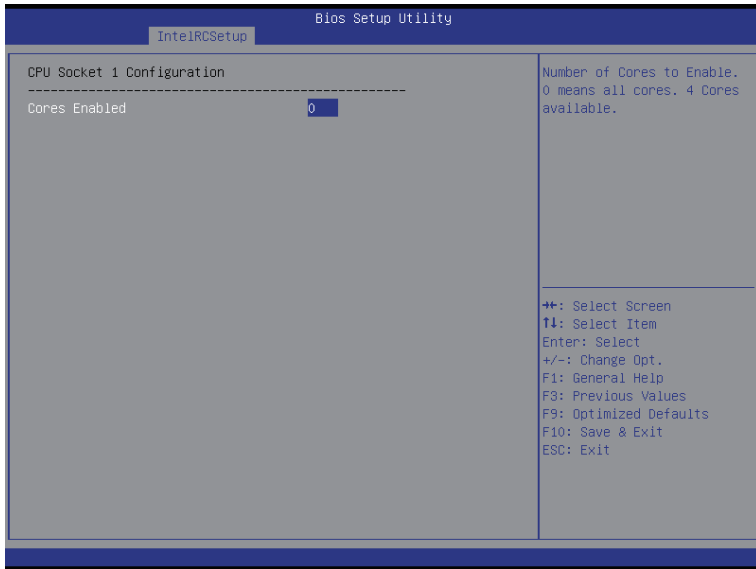 Bios Setup Utility
IntelRCSetup
CPU Socket 1 Configuration
--------------------------------------------------
Cores Enabled 0
Number of Cores to Enable.
0 means all cores. 4 Cores
available.
→←: Select Screen
↑↓: Select Item
Enter: Select
+/-: Change Opt.
F1: General Help
F3: Previous Values
F9: Optimized Defaults
F10: Save & Exit
ESC: Exit